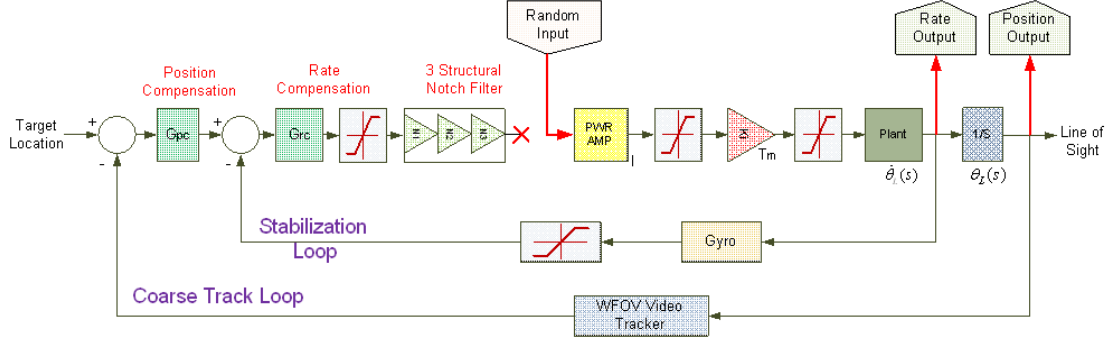 Random
Input
Rate
Output
Position
Output
Position
Compensation
Rate
Compensation
3 Structural
Notch Filter
Target
Location
+
-
Gpc
+
-
Grc
N1
N2
N3
PWR
AMP
I
Tm
Plant
1/S
Line of
Sight
θ̇L(s)
θL(s)
Stabilization
Loop
Gyro
Coarse Track Loop
WFOV Video
Tracker